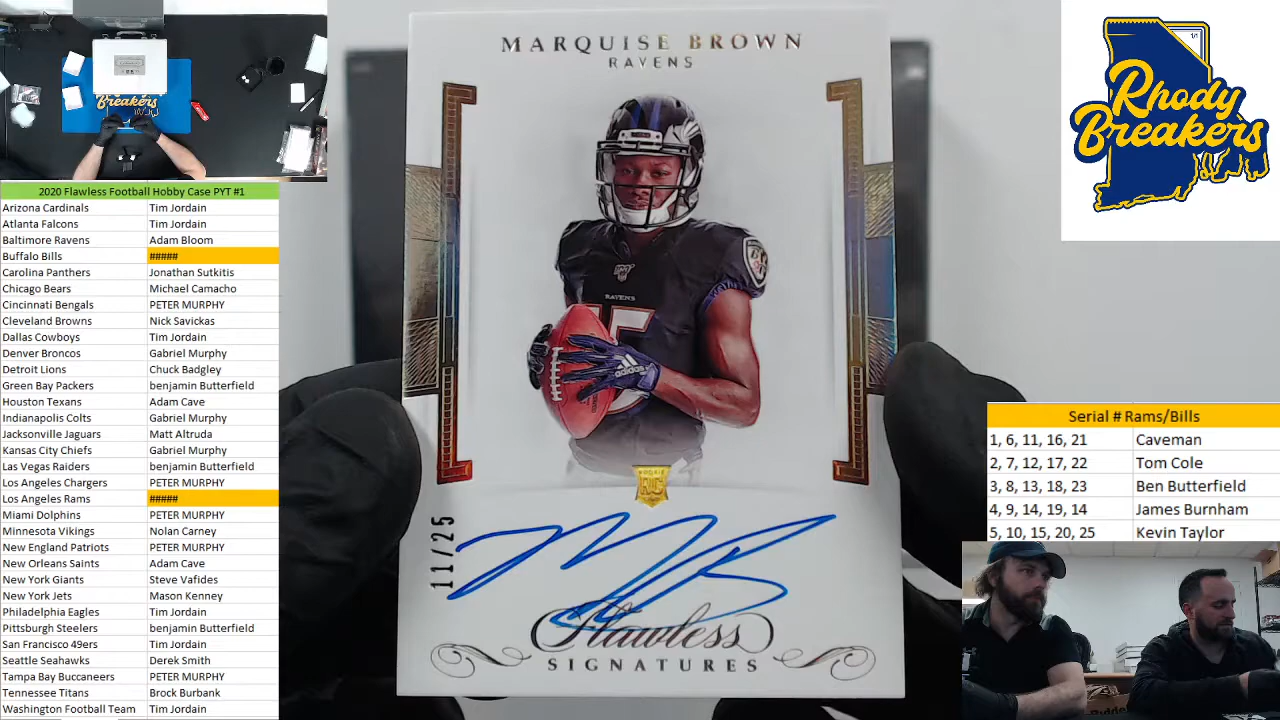 Breakers
2020 Flawless Football Hobby Case PYT #1
Arizona Cardinals Tim Jordain
Atlanta Falcons Tim Jordain
Baltimore Ravens Adam Bloom
Buffalo Bills #####
Carolina Panthers Jonathan Sutkitis
Chicago Bears Michael Camacho
Cincinnati Bengals PETER MURPHY
Cleveland Browns Nick Savickas
Dallas Cowboys Tim Jordain
Denver Broncos Gabriel Murphy
Detroit Lions Chuck Badgley
Green Bay Packers benjamin Butterfield
Houston Texans Adam Cave
Indianapolis Colts Gabriel Murphy
Jacksonville Jaguars Matt Altruda
Kansas City Chiefs Gabriel Murphy
Las Vegas Raiders benjamin Butterfield
Los Angeles Chargers PETER MURPHY
Los Angeles Rams #####
Miami Dolphins PETER MURPHY
Minnesota Vikings Nolan Carney
New England Patriots PETER MURPHY
New Orleans Saints Adam Cave
New York Giants Steve Vafides
New York Jets Mason Kenney
Philadelphia Eagles Tim Jordain
Pittsburgh Steelers benjamin Butterfield
San Francisco 49ers Tim Jordain
Seattle Seahawks Derek Smith
Tampa Bay Buccaneers PETER MURPHY
Tennessee Titans Brock Burbank
Washington Football Team Tim Jordain
MARQUISE BROWN
RAVENS
RAVENS
15
adidas
11/25
Flawless
SIGNATURES
1/1
Rhody
Breakers
Serial # Rams/Bills
1, 6, 11, 16, 21 Caveman
2, 7, 12, 17, 22 Tom Cole
3, 8, 13, 18, 23 Ben Butterfield
4, 9, 14, 19, 14 James Burnham
5, 10, 15, 20, 25 Kevin Taylor